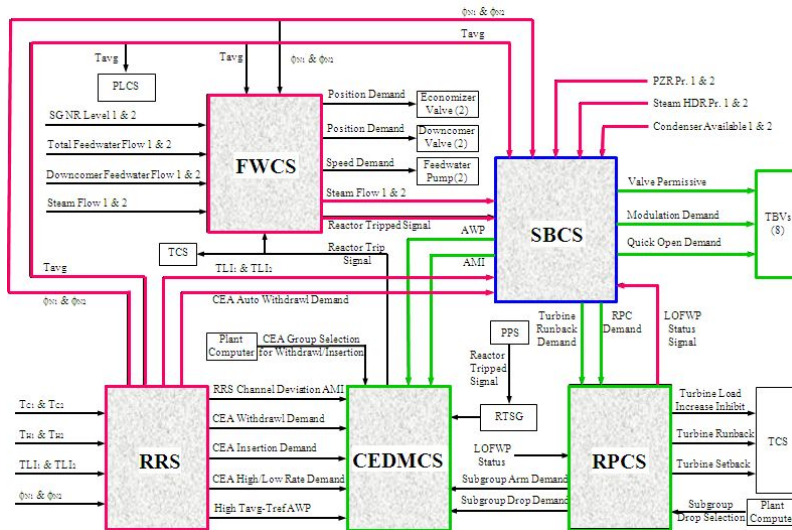 φN1 & φN2
Tavg
Tavg
Tavg
φN1 & φN2
PLCS
SG NR Level 1 & 2
Total Feedwater Flow 1 & 2
Downcomer Feedwater Flow 1 & 2
Steam Flow 1 & 2
FWCS
Position Demand
Economizer
Valve (2)
Position Demand
Downcomer
Valve (2)
Speed Demand
Feedwater
Pump(2)
Steam Flow 1 & 2
Reactor Tripped Signal
PZR Pr. 1 & 2
Steam HDR Pr. 1 & 2
Condenser Available 1 & 2
SBCS
Valve Permissive
Modulation Demand
Quick Open Demand
TBVs
(8)
TCS
Reactor Trip
Signal
AWP
AMI
Tavg
φN1 & φN2
TLI1 & TLI2
CEA Auto Withdrawl Demand
Plant
Computer
CEA Group Selection
for Withdrawl/Insertion
PPS
Reactor
Tripped
Signal
RTSG
Turbine
Runback
Demand
RPC
Demand
LOFWP
Status
Signal
TC1 & TC2
TH1 & TH2
TLI1 & TLI2
φN1 & φN2
RRS
RRS Channel Deviation AMI
CEA Withdrawl Demand
CEA Insertion Demand
CEA High/Low Rate Demand
High Tavg-Tref AWP
CEDMCS
LOFWP
Status
Subgroup Arm Demand
Subgroup Drop Demand
RPCS
Turbine Load
Increase Inhibit
Turbine Runback
Turbine Setback
TCS
Subgroup
Drop Selection
Plant
Computer